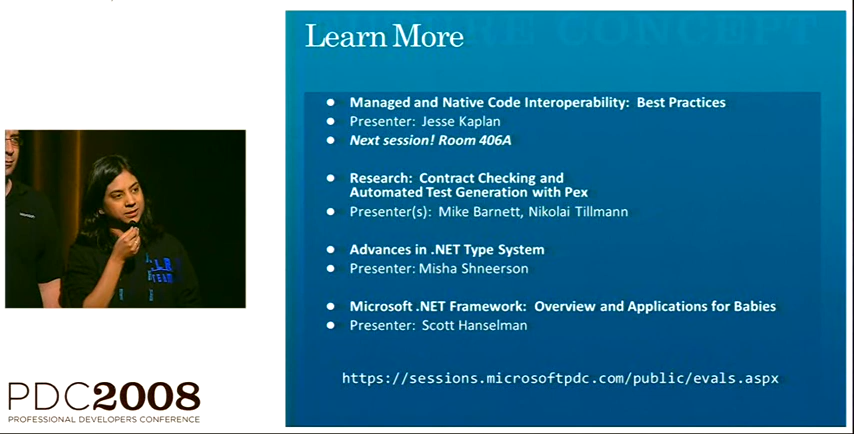 Learn More
Managed and Native Code Interoperability: Best Practices
Presenter: Jesse Kaplan
Next session! Room 406A
Research: Contract Checking and
Automated Test Generation with Pex
Presenter(s): Mike Barnett, Nikolai Tillmann
Advances in .NET Type System
Presenter: Misha Shneerson
Microsoft .NET Framework: Overview and Applications for Babies
Presenter: Scott Hanselman
https://sessions.microsoftpdc.com/public/evals.aspx
PDC2008
PROFESSIONAL DEVELOPERS CONFERENCE